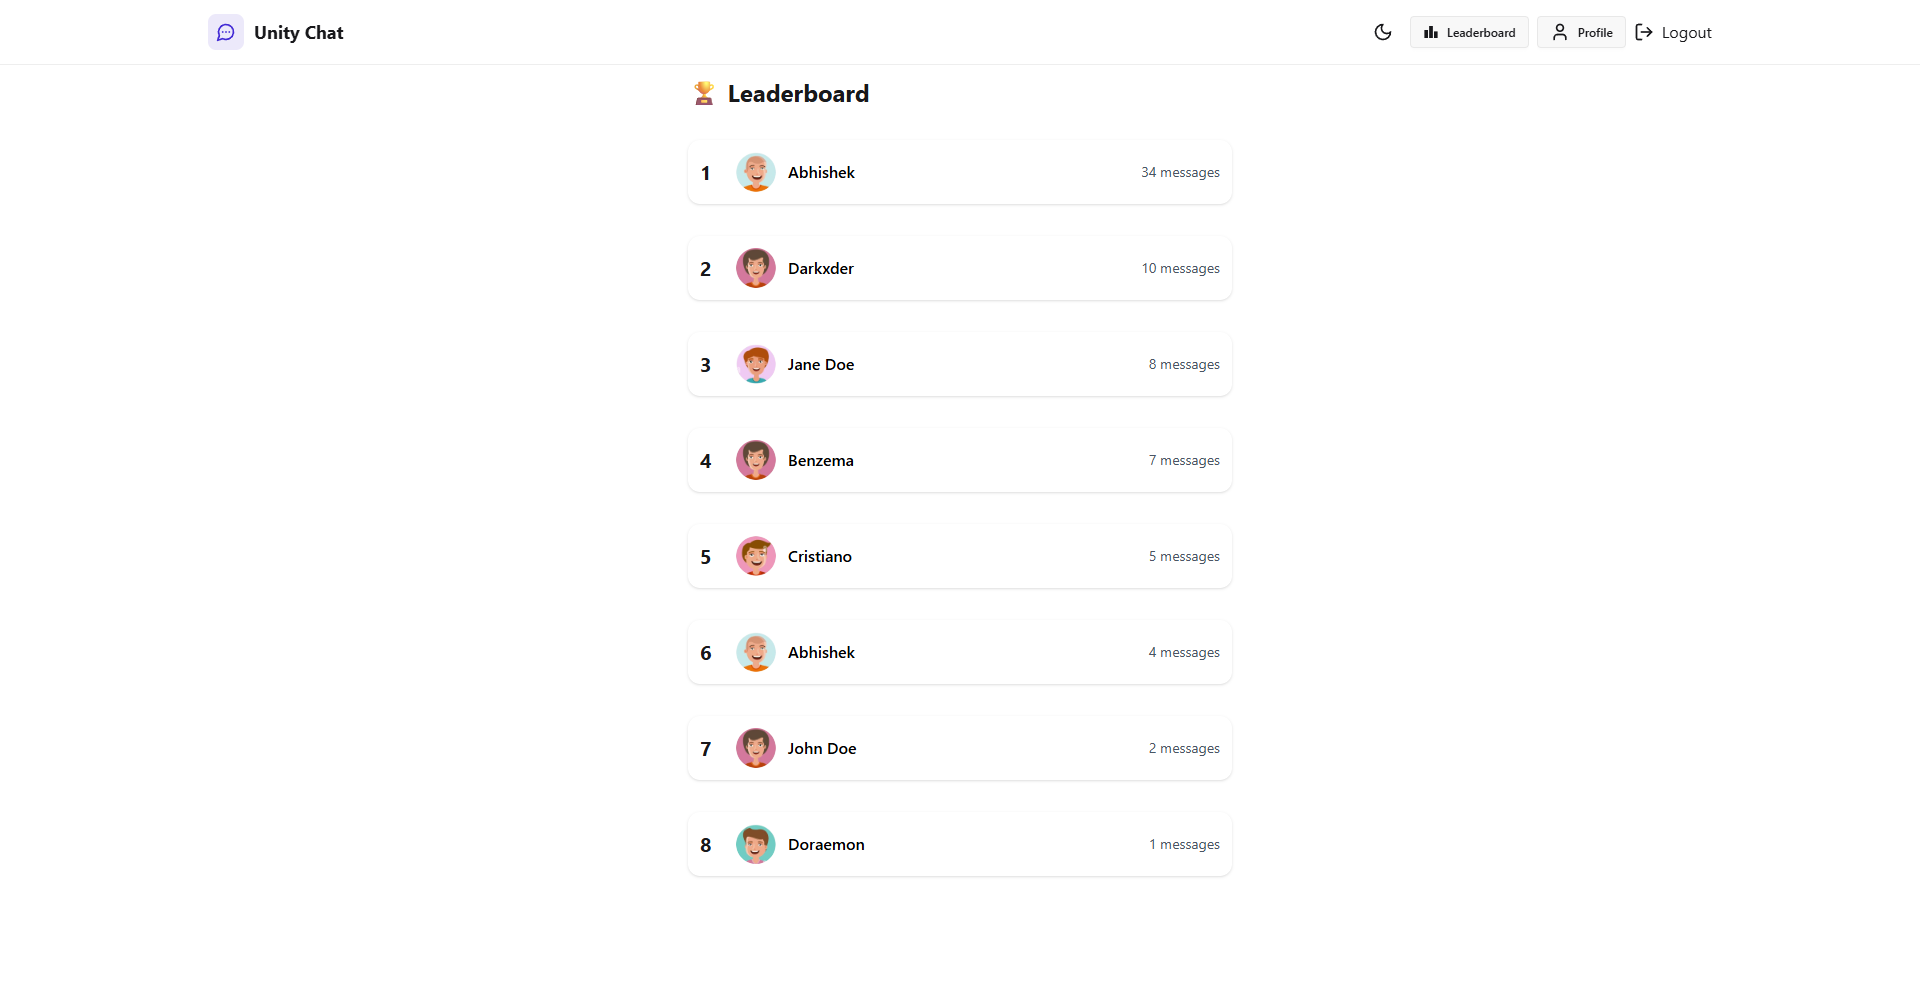 Unity Chat
Leaderboard
Profile
Logout
Leaderboard
1 Abhishek 34 messages
2 Darkxder 10 messages
3 Jane Doe 8 messages
4 Benzema 7 messages
5 Cristiano 5 messages
6 Abhishek 4 messages
7 John Doe 2 messages
8 Doraemon 1 messages